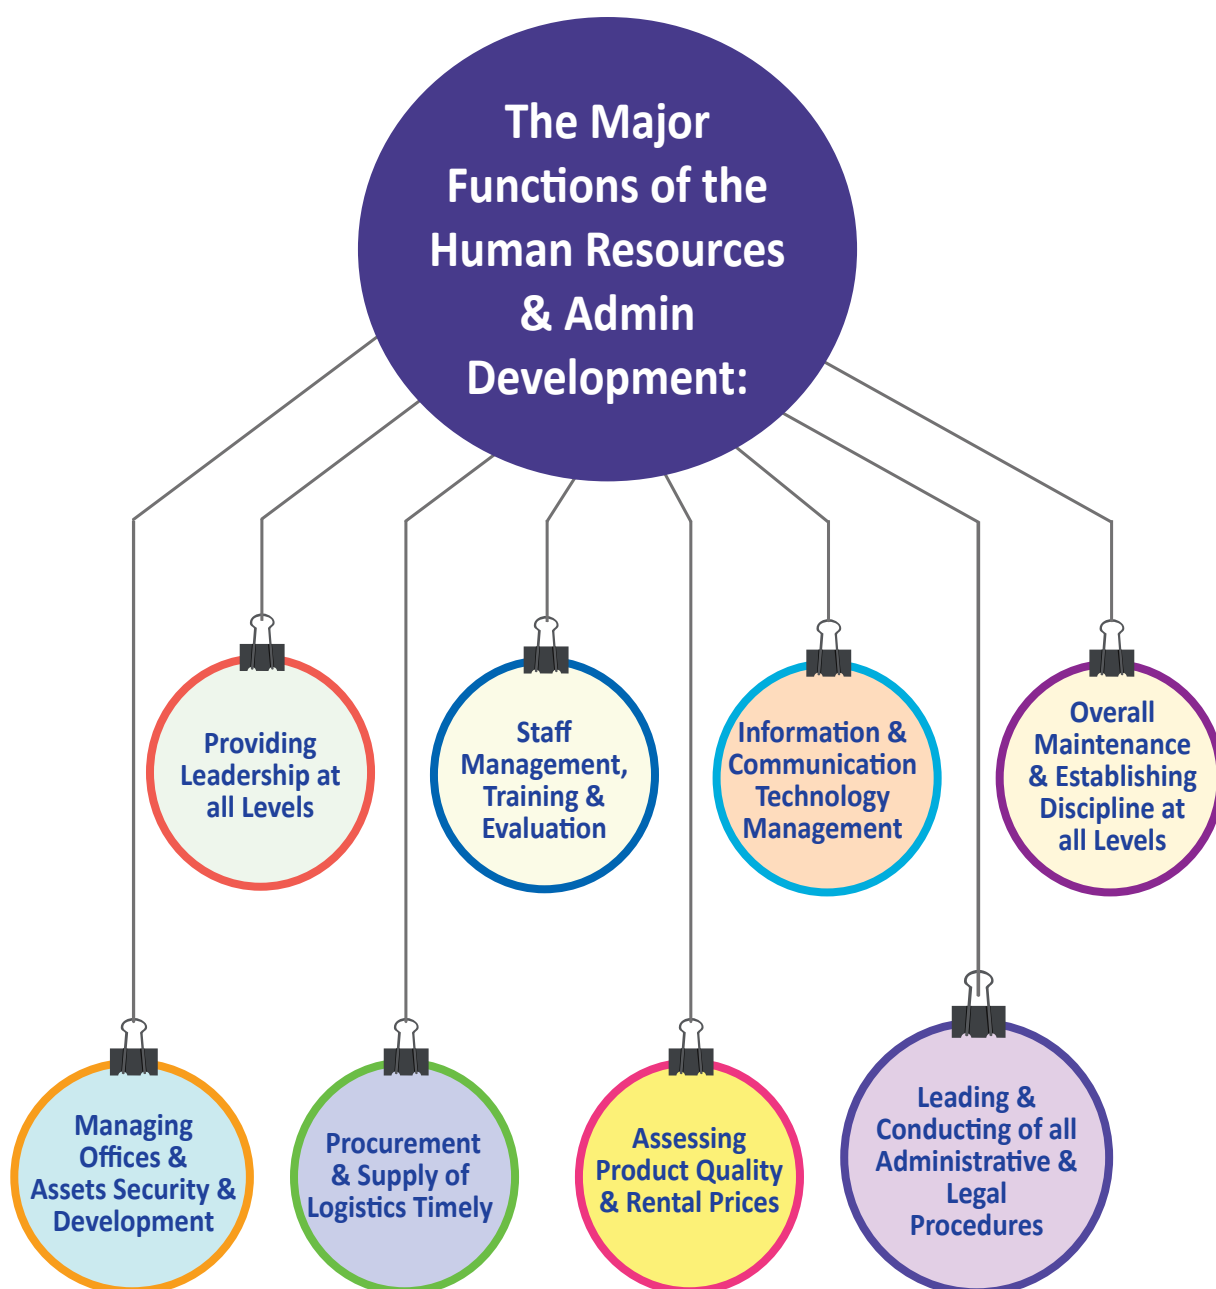 The Major
Functions of the
Human Resources
& Admin
Development:
Providing
Leadership at
all Levels
Staff
Management,
Training &
Evaluation
Information &
Communication
Technology
Management
Overall
Maintenance
& Establishing
Discipline at
all Levels
Managing
Offices &
Assets Security &
Development
Procurement
& Supply of
Logistics Timely
Assessing
Product Quality
& Rental Prices
Leading &
Conducting of all
Administrative &
Legal
Procedures